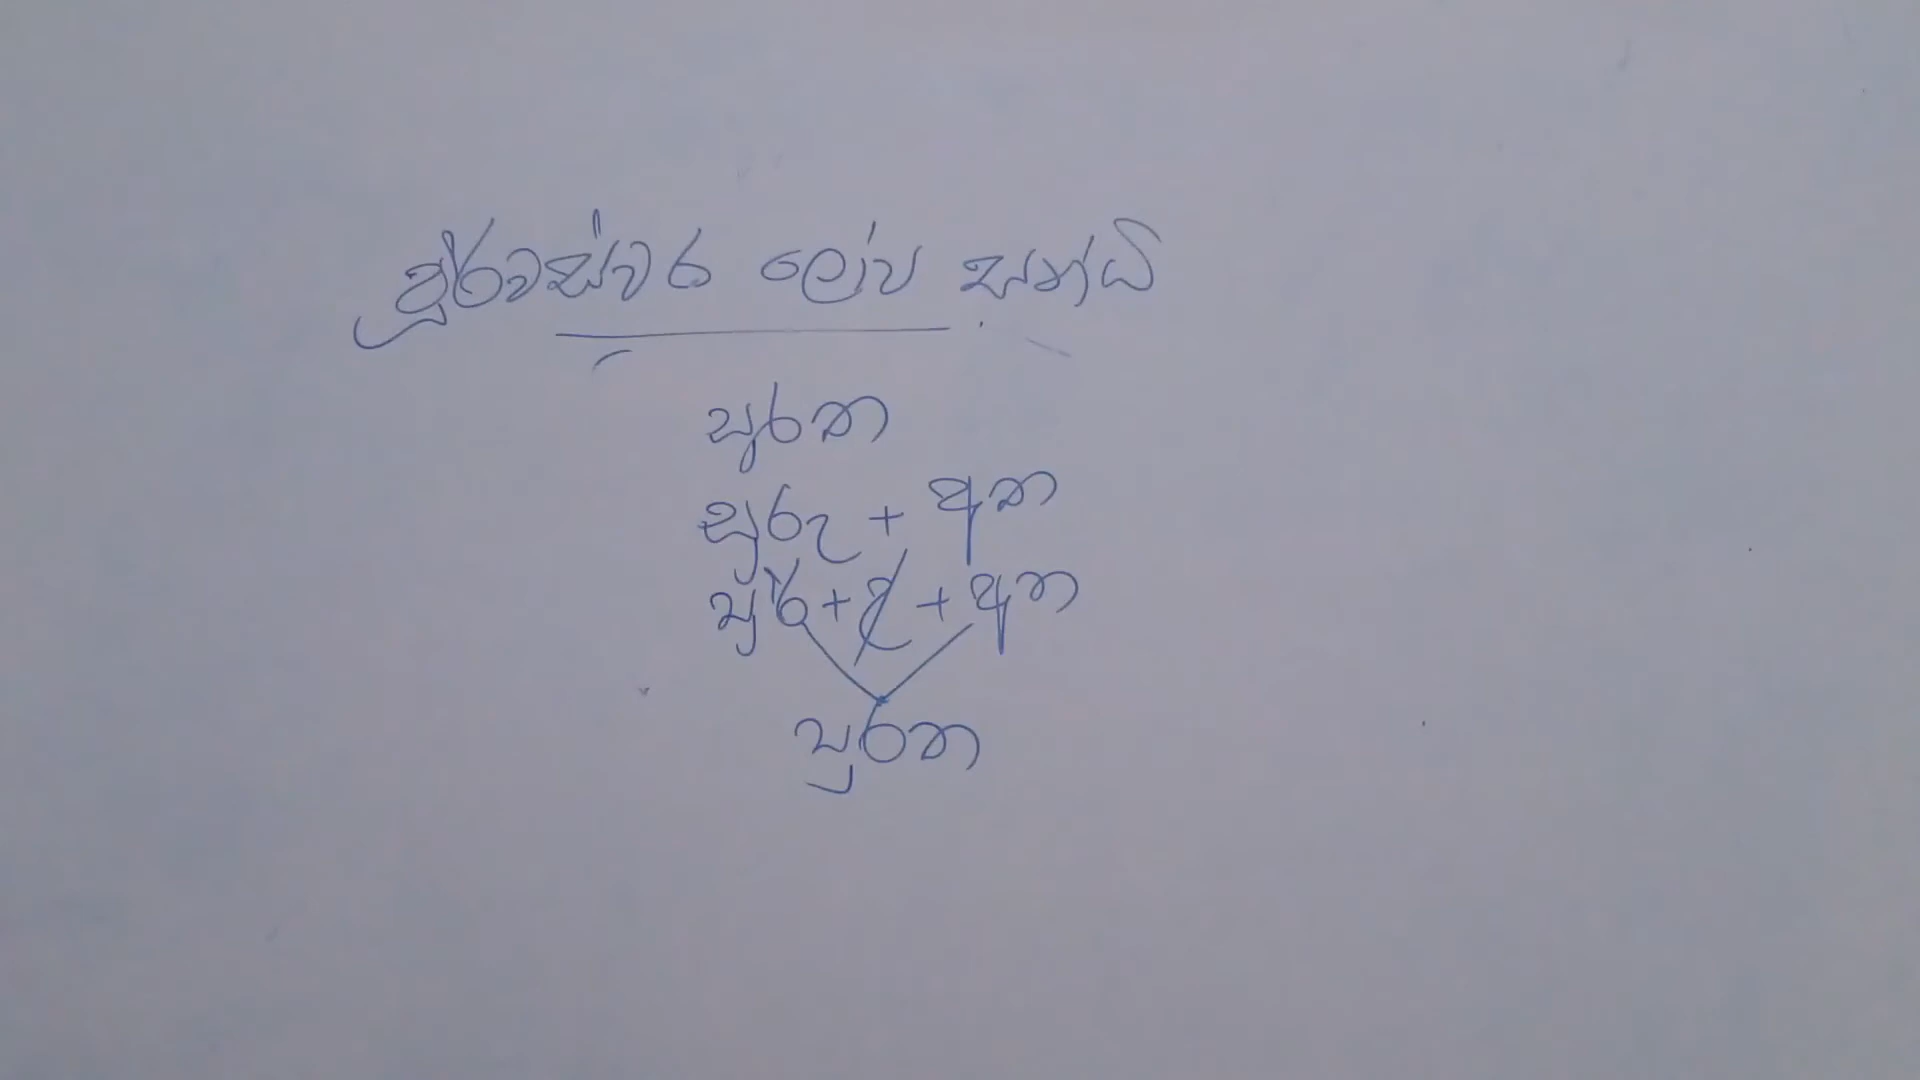 පූර්වස්වර ලෝප සන්ධි
පුරතා
පුරු + අතා
පුර් + උ + අතා
පුරතා